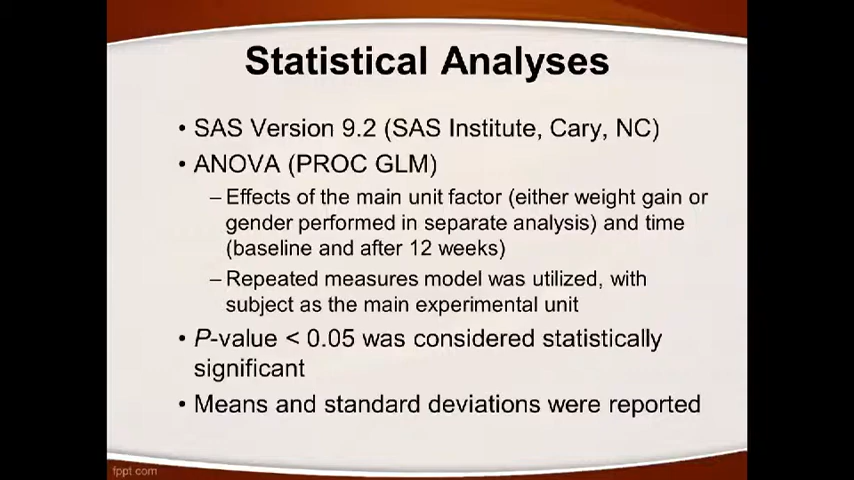 Statistical Analyses
• SAS Version 9.2 (SAS Institute, Cary, NC)
• ANOVA (PROC GLM)
– Effects of the main unit factor (either weight gain or
gender performed in separate analysis) and time
(baseline and after 12 weeks)
– Repeated measures model was utilized, with
subject as the main experimental unit
• P-value < 0.05 was considered statistically
significant
• Means and standard deviations were reported
fppt.com